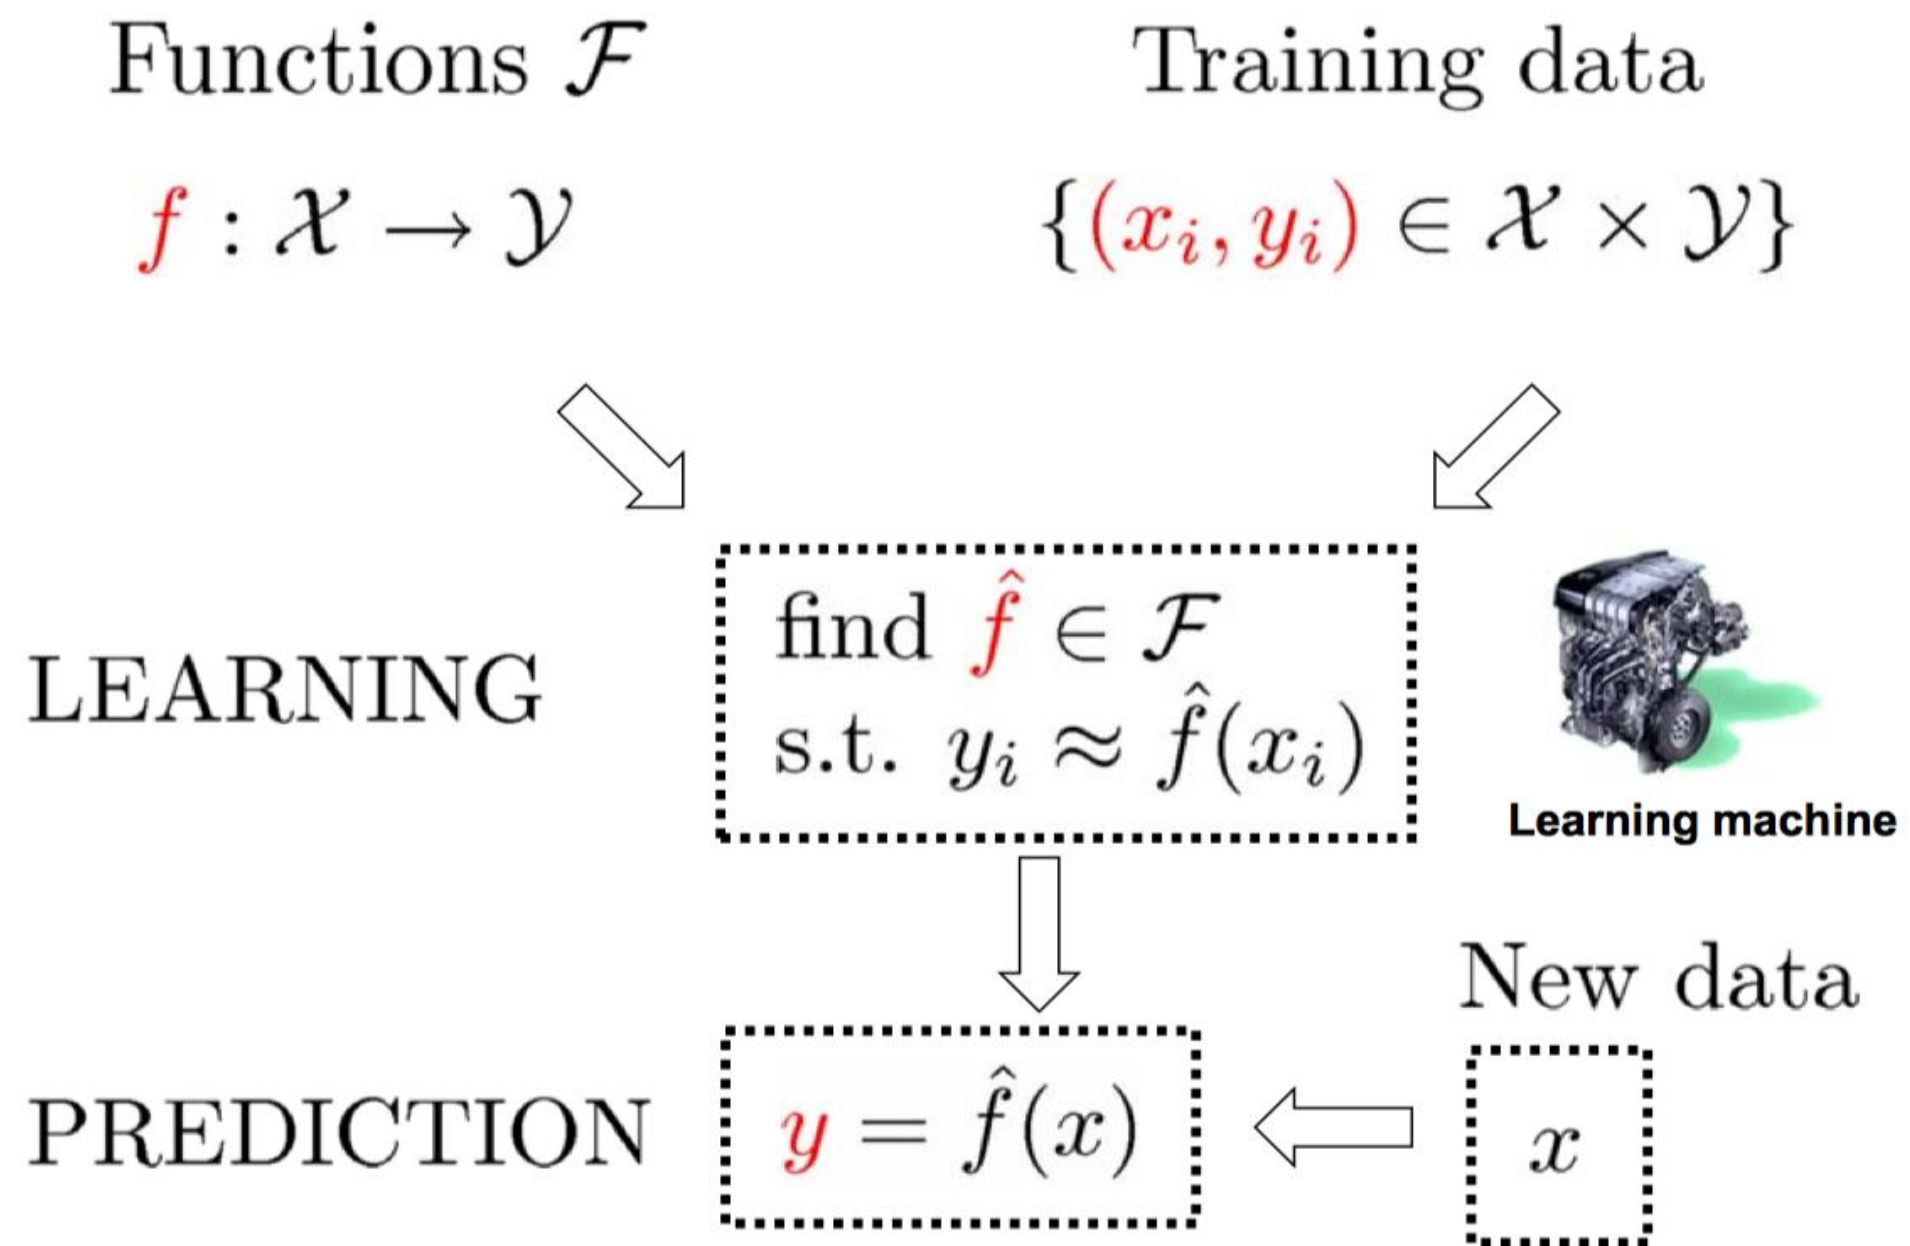 Functions ℱ
Training data
f : 𝒳 → 𝒴
{(xᵢ, yᵢ) ∈ 𝒳 × 𝒴}
LEARNING
find f̂ ∈ ℱ
s.t. yᵢ ≈ f̂(xᵢ)
Learning machine
New data
PREDICTION
y = f̂(x)
x